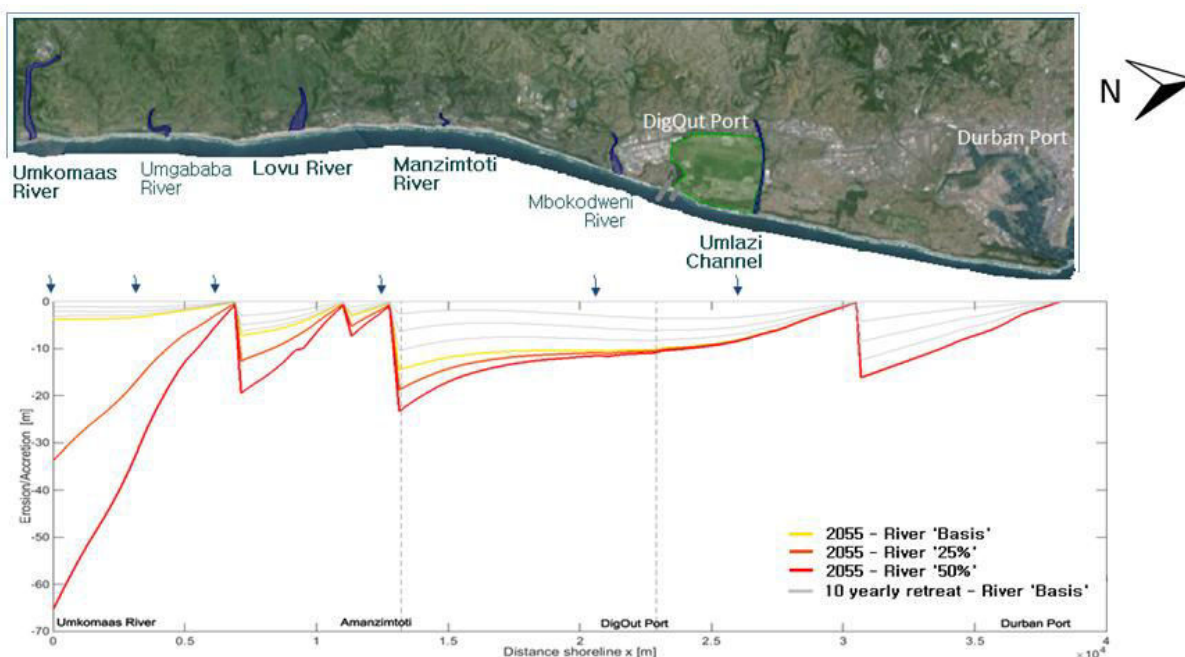 N
DigOut Port
Durban Port
Umkomaas
River
Umgababa
River
Lovu River
Manzimtoti
River
Mbokodweni
River
Umlazi
Channel
Erosion/Accretion [m]
0
-10
-20
-30
-40
-50
-60
-70
2055 - River 'Basis'
2055 - River '25%'
2055 - River '50%'
10 yearly retreat - River 'Basis'
Umkomaas River
Amanzimtoti
DigOut Port
Durban Port
0 0.5 1 1.5 2 2.5 3 3.5 4
Distance shoreline x [m]
×10⁴